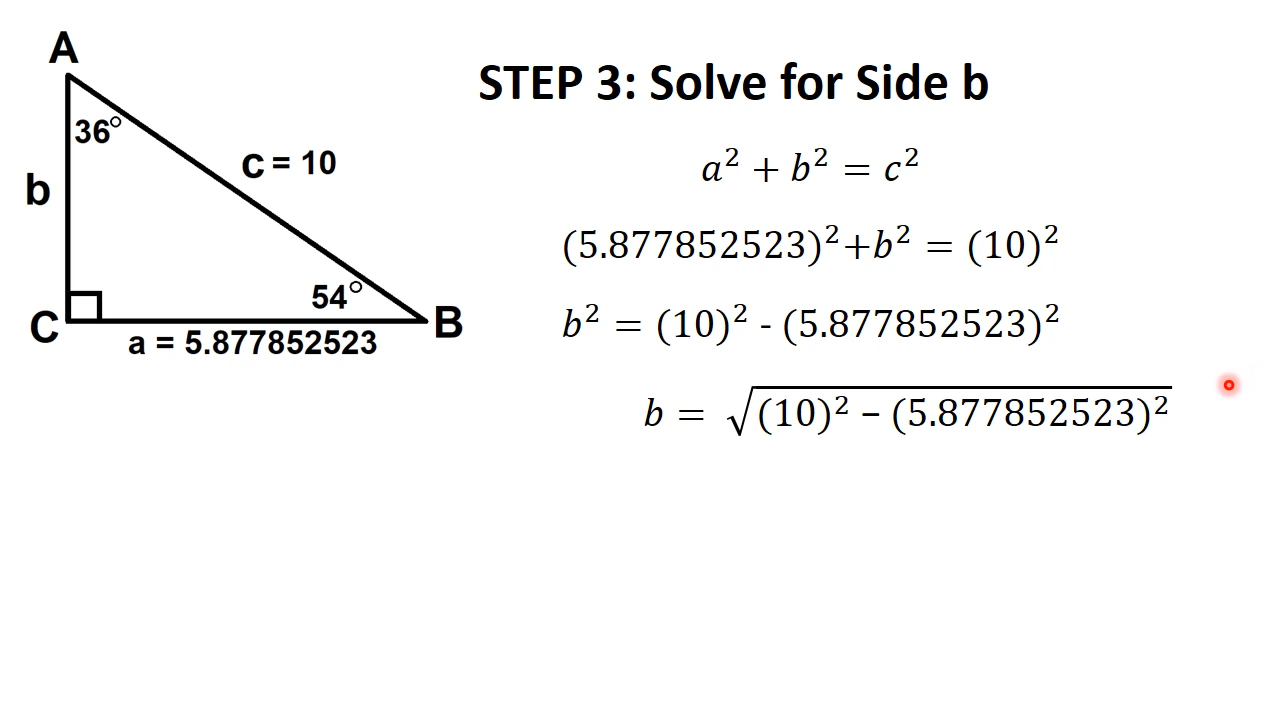 A
STEP 3: Solve for Side b
36°
c = 10
a² + b² = c²
b
(5.877852523)²+b² = (10)²
54°
C
B
b² = (10)² - (5.877852523)²
a = 5.877852523
b = √(10)² – (5.877852523)²